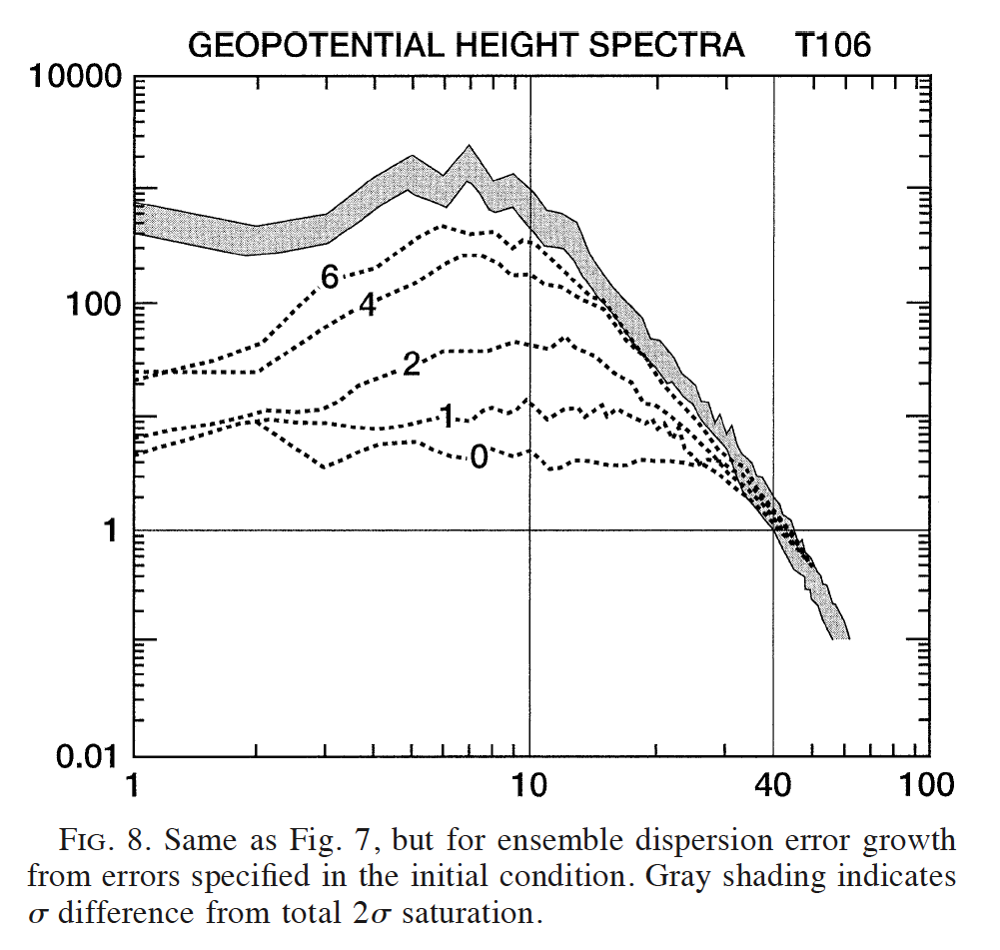 GEOPOTENTIAL HEIGHT SPECTRA T106
10000
100
1
0.01
6
4
2
1
0
1 10 40 100
FIG. 8. Same as Fig. 7, but for ensemble dispersion error growth
from errors specified in the initial condition. Gray shading indicates
σ difference from total 2σ saturation.